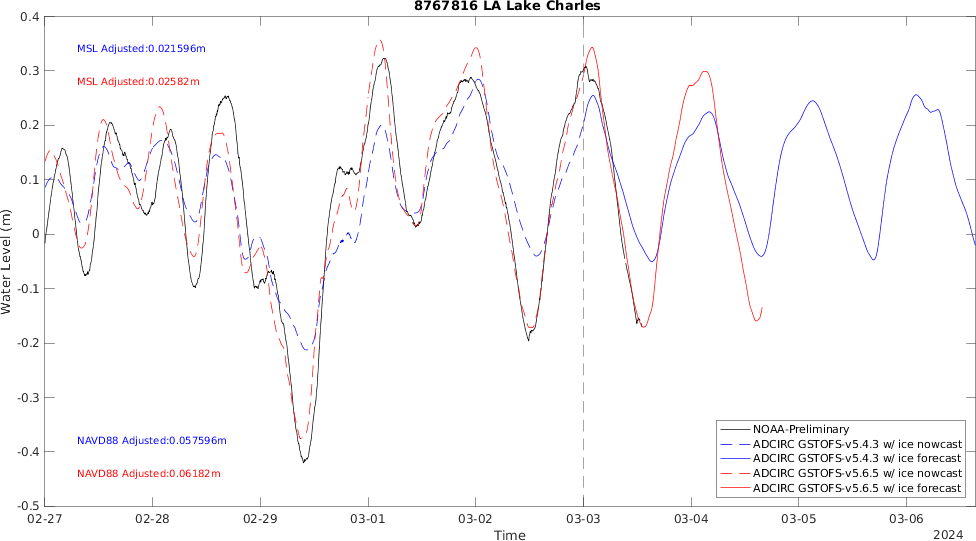 8767816 LA Lake Charles
0.4
0.3
0.2
0.1
0
-0.1
-0.2
-0.3
-0.4
-0.5
Water Level (m)
MSL Adjusted:0.021596m
MSL Adjusted:0.02582m
NAVD88 Adjusted:0.057596m
NAVD88 Adjusted:0.06182m
NOAA-Preliminary
ADCIRC GSTOFS-v5.4.3 w/ ice nowcast
ADCIRC GSTOFS-v5.4.3 w/ ice forecast
ADCIRC GSTOFS-v5.6.5 w/ ice nowcast
ADCIRC GSTOFS-v5.6.5 w/ ice forecast
02-27 02-28 02-29 03-01 03-02 03-03 03-04 03-05 03-06
Time
2024